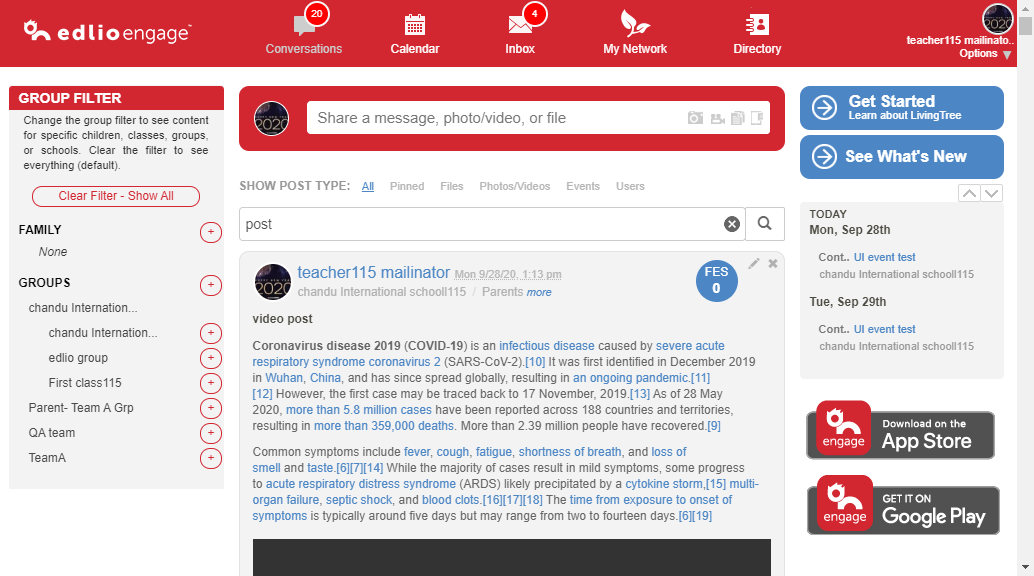 edlio engage
20
Conversations
Calendar
4
Inbox
My Network
Directory
teacher115 mailinato..
Options ▼
GROUP FILTER
Change the group filter to see content
for specific children, classes, groups,
or schools. Clear the filter to see
everything (default).
Clear Filter - Show All
FAMILY
None
GROUPS
chandu Internation...
chandu Internation...
edlio group
First class115
Parent- Team A Grp
QA team
TeamA
2020
Share a message, photo/video, or file
SHOW POST TYPE: All Pinned Files Photos/Videos Events Users
post
2020
teacher115 mailinator Mon 9/28/20, 1:13 pm
chandu International schooll115 / Parents more
FES
0
video post
Coronavirus disease 2019 (COVID-19) is an infectious disease caused by severe acute
respiratory syndrome coronavirus 2 (SARS-CoV-2).[10] It was first identified in December 2019
in Wuhan, China, and has since spread globally, resulting in an ongoing pandemic.[11]
[12] However, the first case may be traced back to 17 November, 2019.[13] As of 28 May
2020, more than 5.8 million cases have been reported across 188 countries and territories,
resulting in more than 359,000 deaths. More than 2.39 million people have recovered.[9]
Common symptoms include fever, cough, fatigue, shortness of breath, and loss of
smell and taste.[6][7][14] While the majority of cases result in mild symptoms, some progress
to acute respiratory distress syndrome (ARDS) likely precipitated by a cytokine storm,[15] multi-
organ failure, septic shock, and blood clots.[16][17][18] The time from exposure to onset of
symptoms is typically around five days but may range from two to fourteen days.[6][19]
Get Started
Learn about LivingTree
See What's New
TODAY
Mon, Sep 28th
Cont.. UI event test
chandu International schooll115
Tue, Sep 29th
Cont.. UI event test
chandu International schooll115
engage
Download on the
App Store
engage
GET IT ON
Google Play